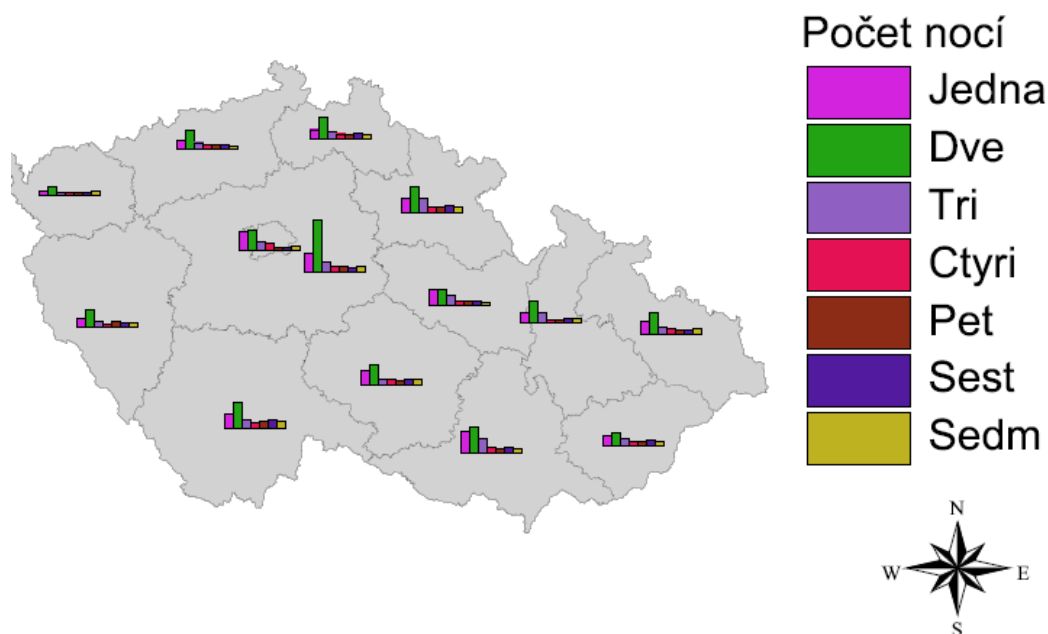 Počet nocí
Jedna
Dve
Tri
Ctyri
Pet
Sest
Sedm
N
W E
S